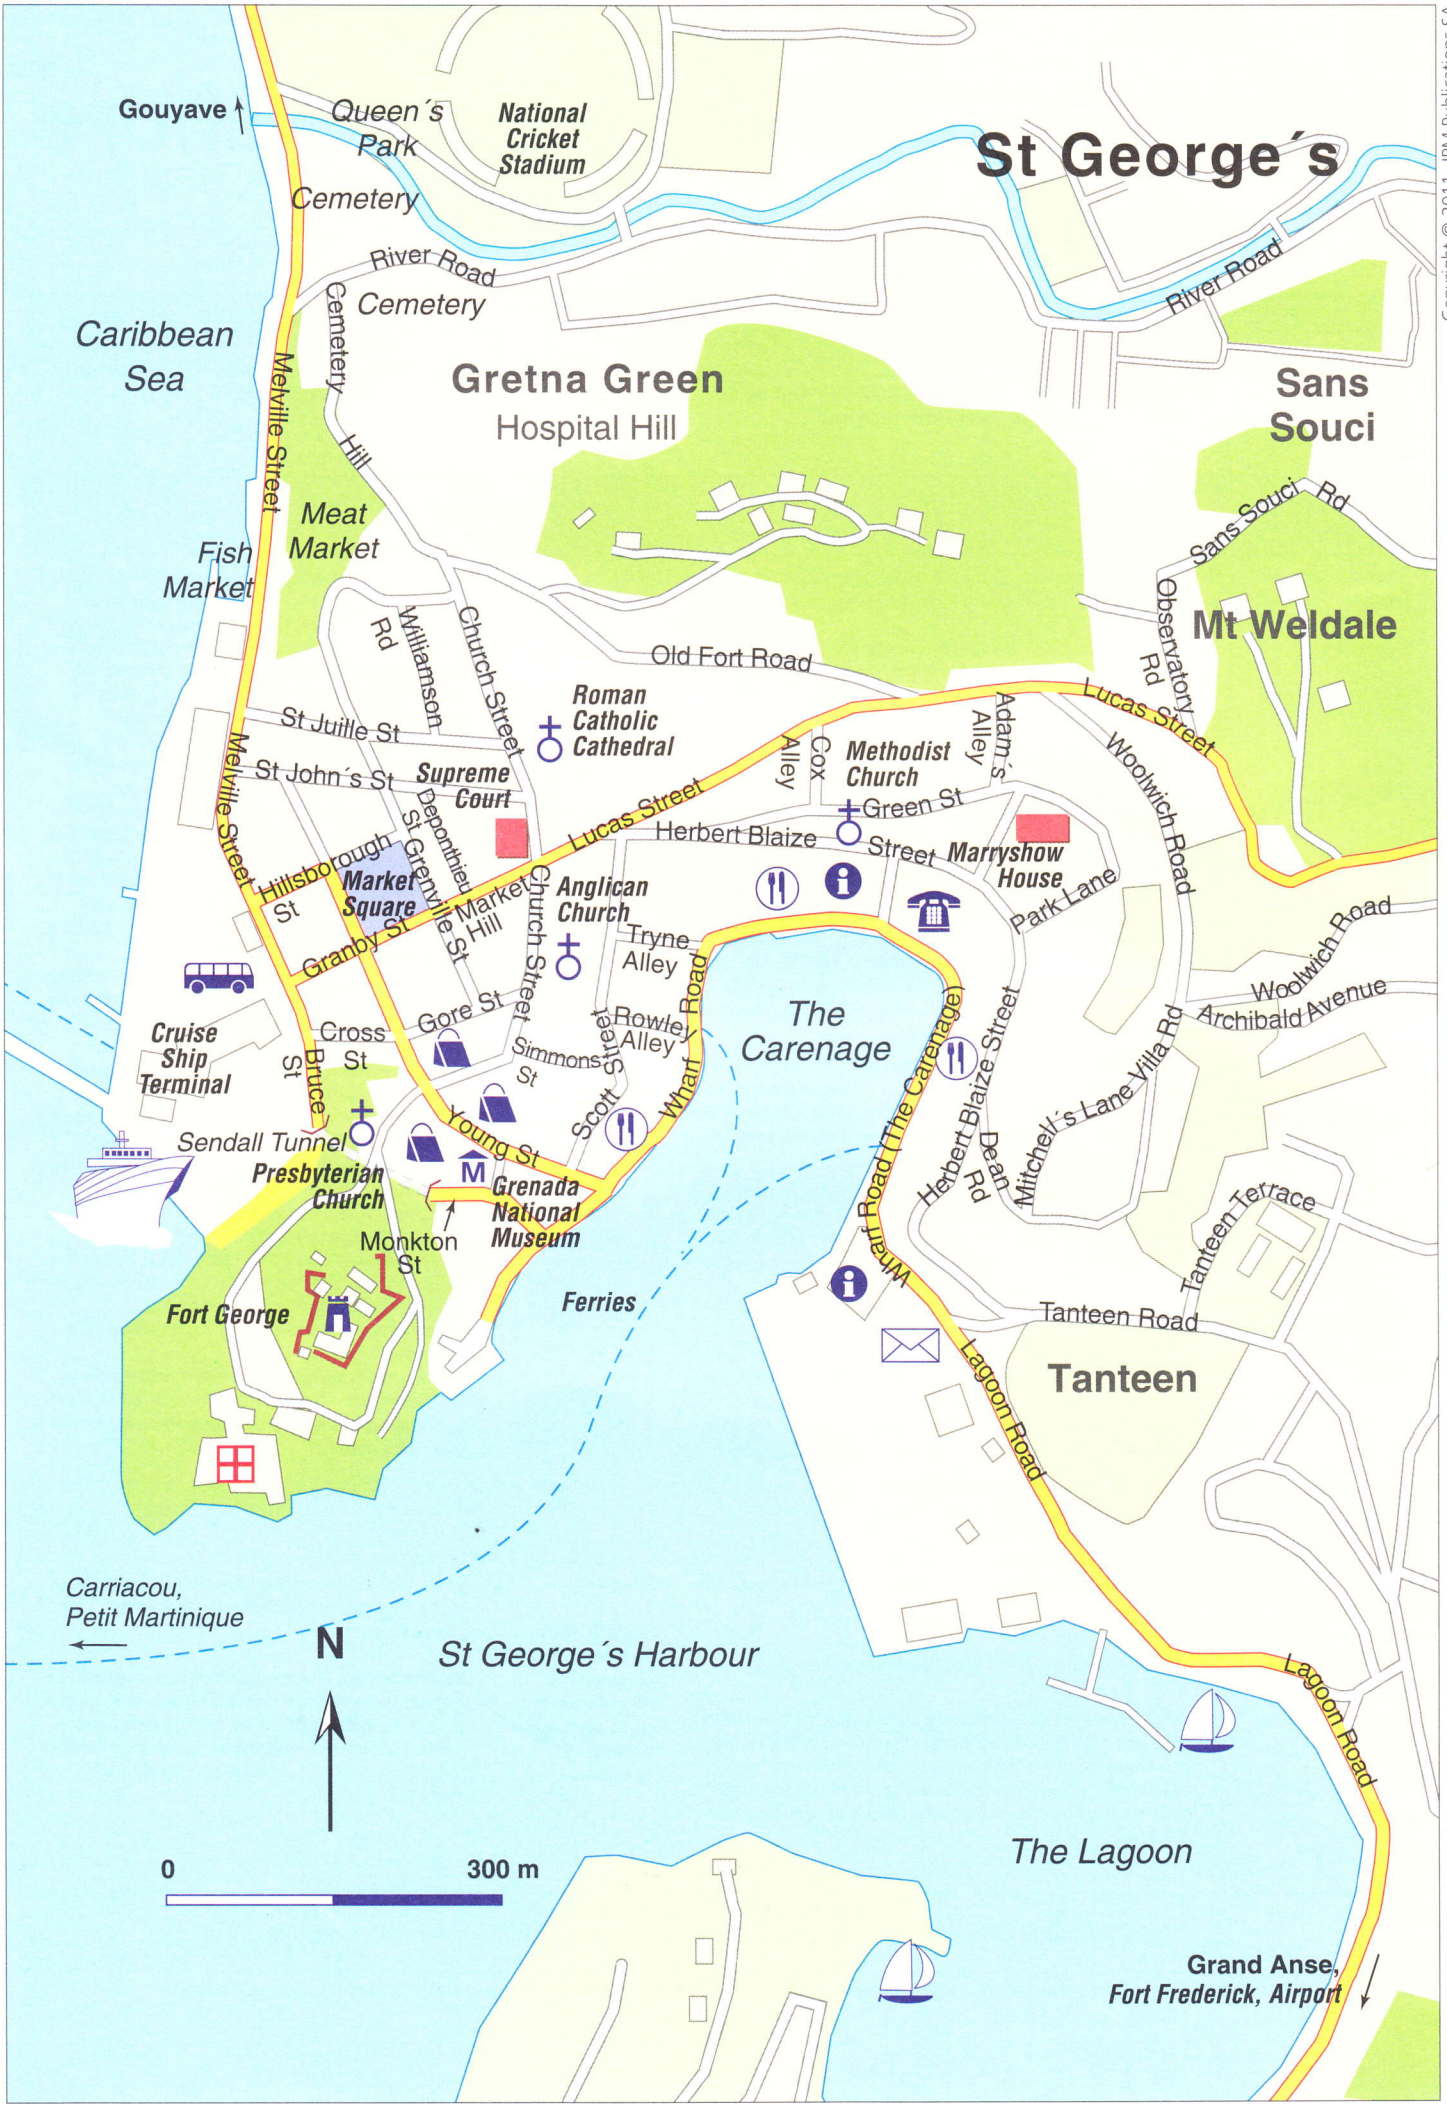 Copyright © 2011, JPM Publications SA
Gouyave
Queen´s
Park
National
Cricket
Stadium
St George´s
Cemetery
River Road
Cemetery
River Road
Caribbean
Sea
Cemetery
Hill
Melville Street
Gretna Green
Hospital Hill
Sans
Souci
Sans Souci Rd
Meat
Market
Fish
Market
Observatory
Rd
Mt Weldale
Williamson
Rd
Church Street
Old Fort Road
Roman
Catholic
Cathedral
St Juille St
St John´s St
Supreme
Court
Lucas Street
Lucas Street
Adam´s
Alley
Cox
Alley
Methodist
Church
Woolwich Road
Green St
Melville Street
Deponthieu
St
Grenville St
Herbert Blaize
Street
Hillsborough
St
Market
Square
Market
Hill
Granby St
Church Street
Anglican
Church
Marryshow
House
Park Lane
Tryne
Alley
Woolwich Road
Archibald Avenue
Gore St
Cross
St
Rowley
Alley
Wharf Road
The
Carenage
Cruise
Ship
Terminal
Bruce
St
Simmons
St
Scott Street
Wharf Road (The Carenage)
Herbert Blaize Street
Dean
Rd
Mitchell´s Lane
Villa Rd
Sendall Tunnel
Presbyterian
Church
Young St
M
Grenada
National
Museum
Monkton
St
Tanteen Terrace
Wharf
Fort George
Ferries
i
i
Tanteen Road
Tanteen
Lagoon Road
Carriacou,
Petit Martinique
N
St George´s Harbour
Lagoon Road
0
300 m
The Lagoon
Grand Anse,
Fort Frederick, Airport